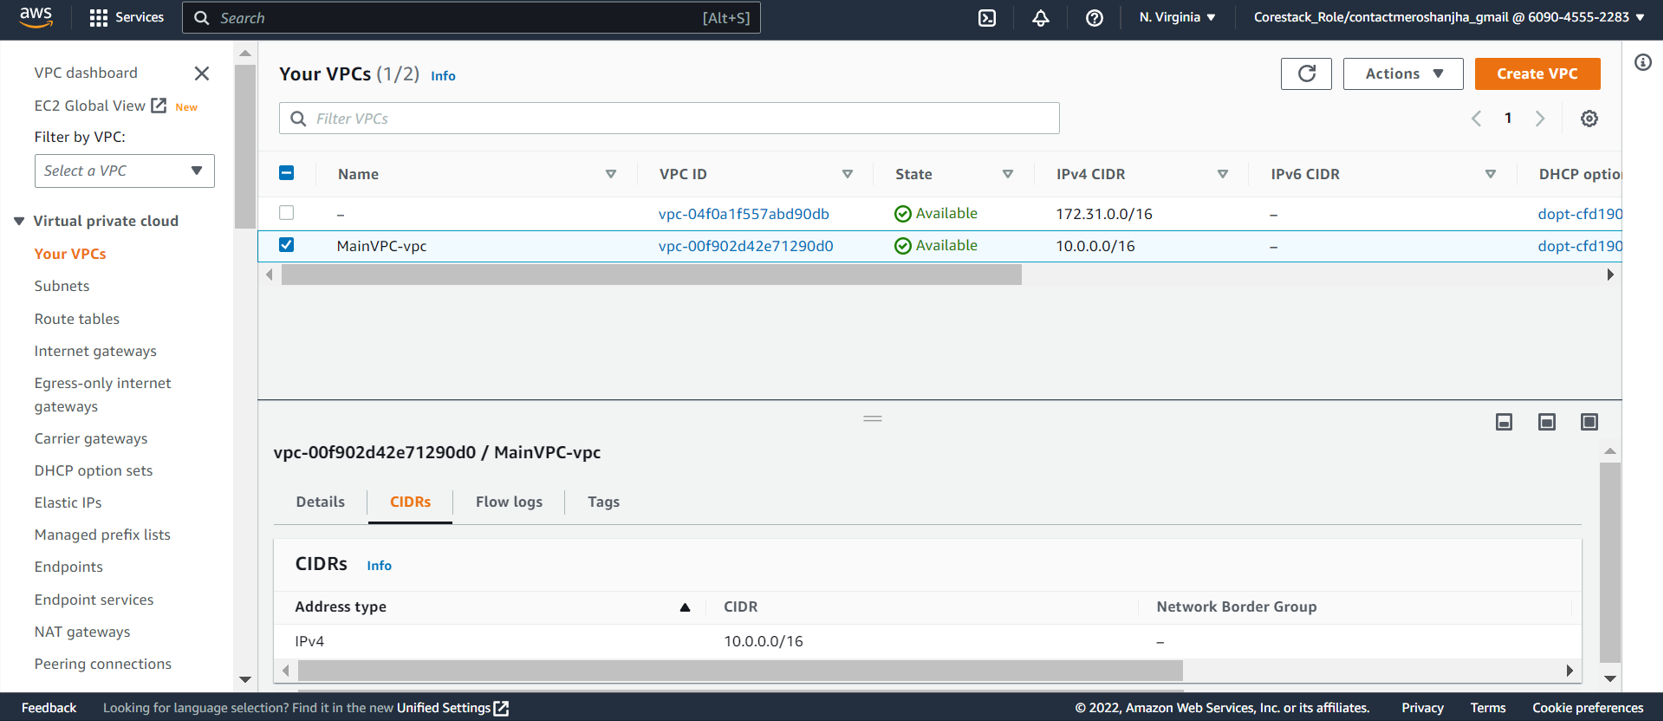 aws Services Search [Alt+S] N. Virginia Corestack_Role/contactmeroshanjha_gmail @ 6090-4555-2283
VPC dashboard
EC2 Global View New
Filter by VPC:
Select a VPC
Virtual private cloud
Your VPCs
Subnets
Route tables
Internet gateways
Egress-only internet
gateways
Carrier gateways
DHCP option sets
Elastic IPs
Managed prefix lists
Endpoints
Endpoint services
NAT gateways
Peering connections
Your VPCs (1/2) Info Actions Create VPC
Filter VPCs 1
Name VPC ID State IPv4 CIDR IPv6 CIDR DHCP optio
– vpc-04f0a1f557abd90db Available 172.31.0.0/16 – dopt-cfd190
MainVPC-vpc vpc-00f902d42e71290d0 Available 10.0.0.0/16 – dopt-cfd190
vpc-00f902d42e71290d0 / MainVPC-vpc
Details CIDRs Flow logs Tags
CIDRs Info
Address type CIDR Network Border Group
IPv4 10.0.0.0/16 –
Feedback Looking for language selection? Find it in the new Unified Settings © 2022, Amazon Web Services, Inc. or its affiliates. Privacy Terms Cookie preferences